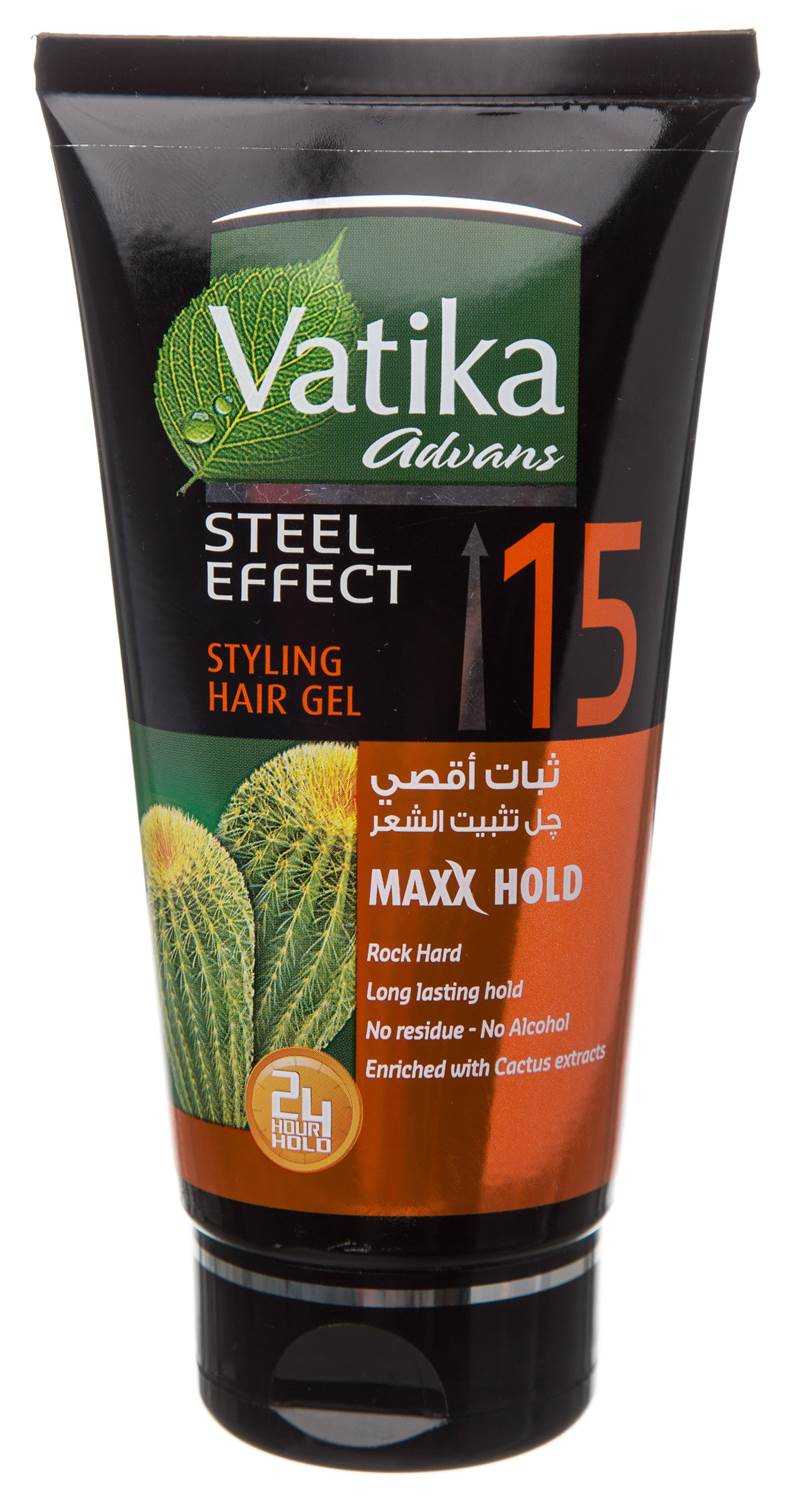 Vatika
Advans
STEEL
EFFECT
15
STYLING
HAIR GEL
ثبات أقصي
جل تثبيت الشعر
MAXX HOLD
Rock Hard
Long lasting hold
No residue - No Alcohol
Enriched with Cactus extracts
24
HOUR
HOLD